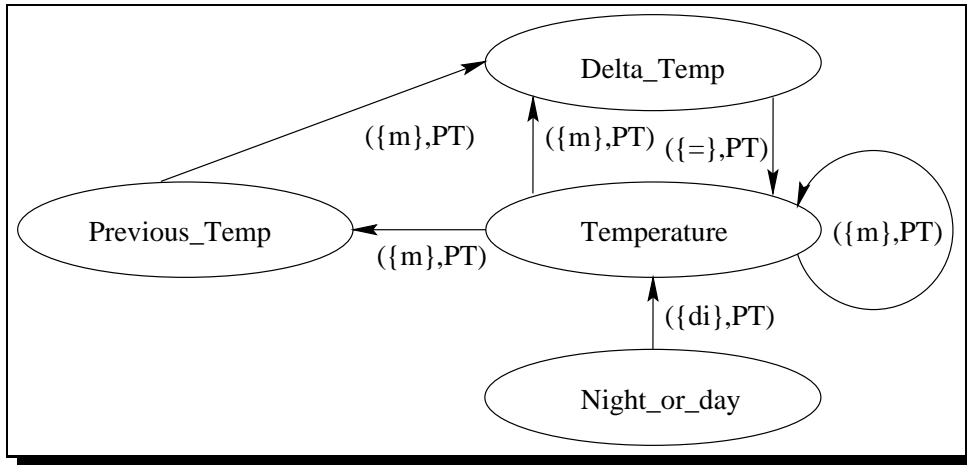 Delta_Temp
({m},PT)
({m},PT)
({=},PT)
Previous_Temp
Temperature
({m},PT)
({m},PT)
({di},PT)
Night_or_day